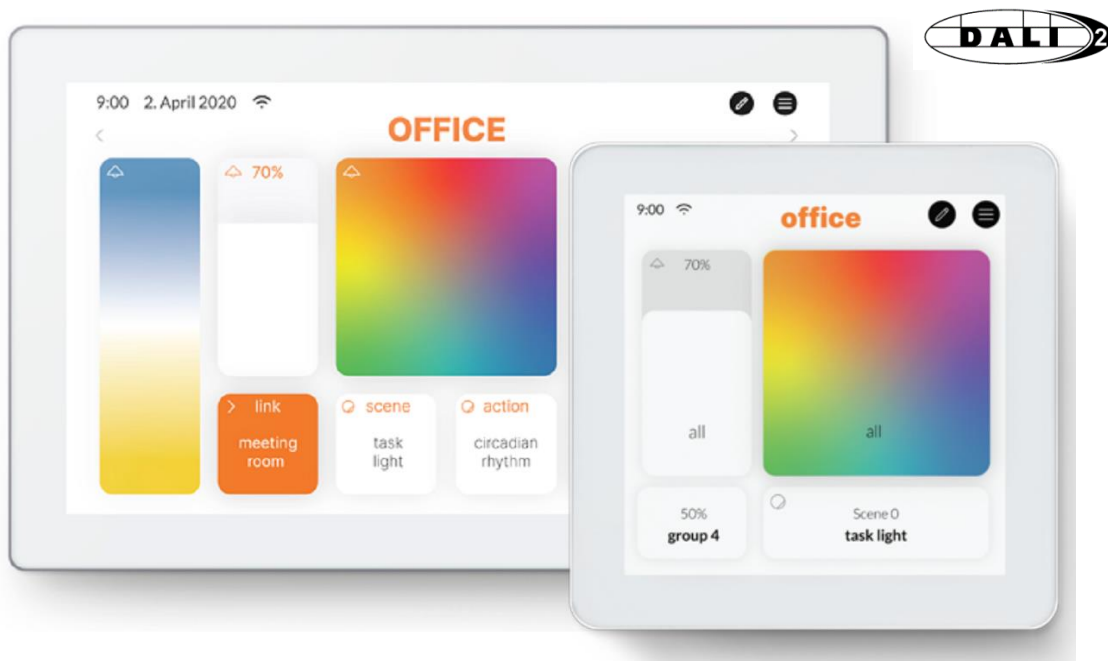 DALI 2
9:00 2. April 2020
OFFICE
70%
link
meeting
room
scene
task
light
action
circadian
rhythm
9:00
office
70%
all
all
50%
group 4
Scene 0
task light